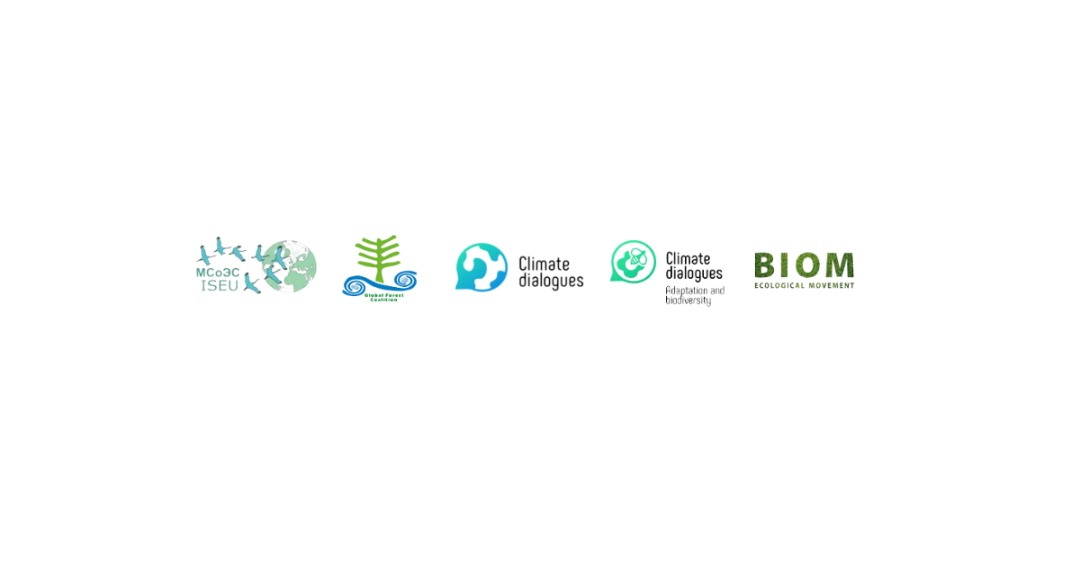 МСоЭС
ISEU
Global Forest
Coalition
Climate
dialogues
Climate
dialogues
Adaptation and
biodiversity
BIOM
ECOLOGICAL MOVEMENT